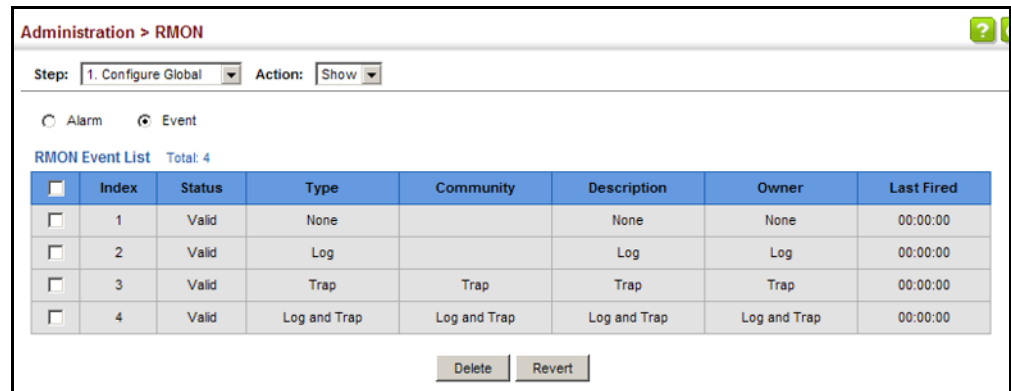 Administration > RMON
?
Step: 1. Configure Global Action: Show
Alarm Event
RMON Event List Total: 4
Index Status Type Community Description Owner Last Fired
1 Valid None None None 00:00:00
2 Valid Log Log Log 00:00:00
3 Valid Trap Trap Trap Trap 00:00:00
4 Valid Log and Trap Log and Trap Log and Trap Log and Trap 00:00:00
Delete Revert